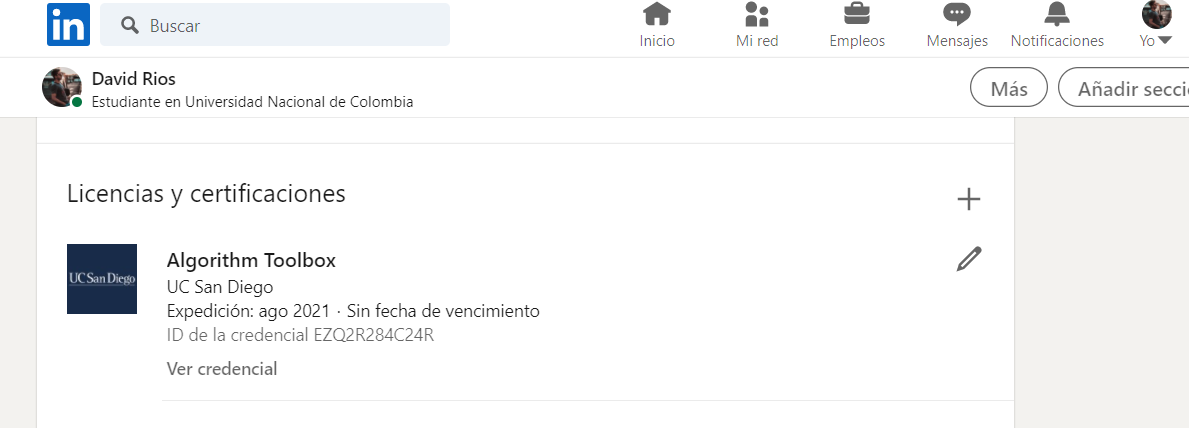 in
Buscar
Inicio
Mi red
Empleos
Mensajes
Notificaciones
Yo
David Rios
Estudiante en Universidad Nacional de Colombia
Más
Añadir secci
Licencias y certificaciones
UC San Diego
Algorithm Toolbox
UC San Diego
Expedición: ago 2021 · Sin fecha de vencimiento
ID de la credencial EZQ2R284C24R
Ver credencial